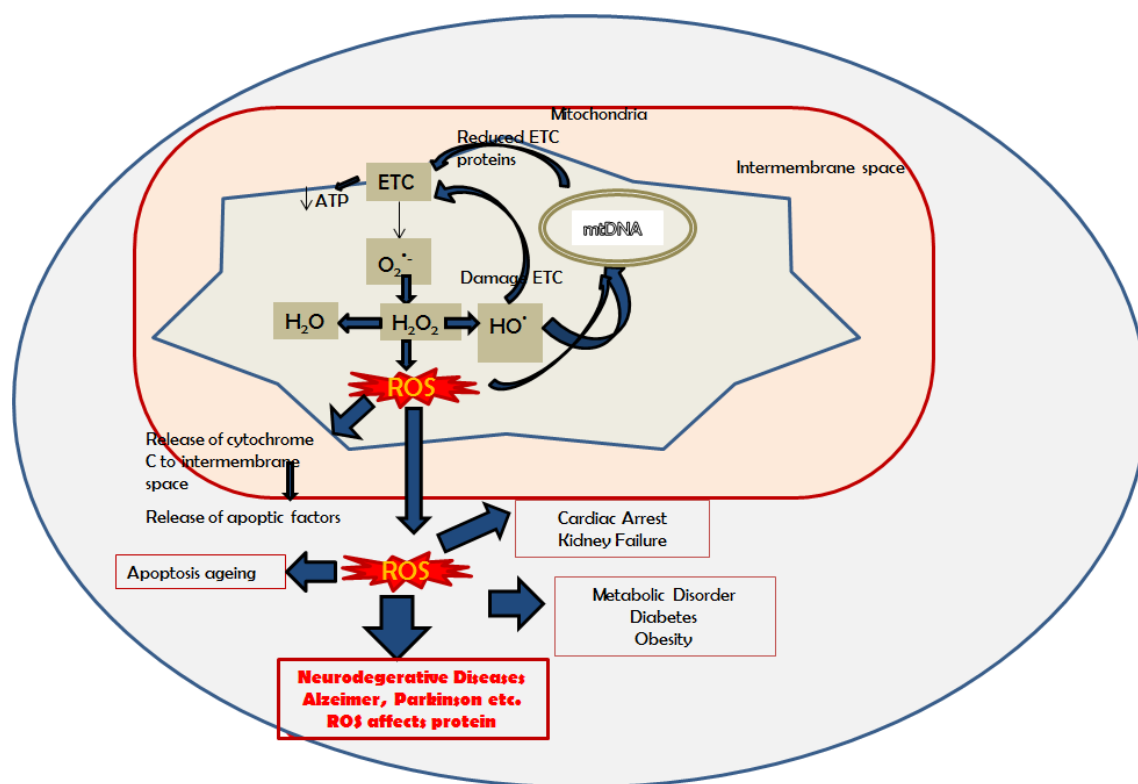 Mitochondria
Reduced ETC
proteins
Intermembrane space
ETC
↓ATP
mtDNA
O₂˙⁻
Damage ETC
H₂O
H₂O₂
HO˙
ROS
Release of cytochrome
C to intermembrane
space
Release of apoptic factors
Cardiac Arrest
Kidney Failure
Apoptosis ageing
ROS
Metabolic Disorder
Diabetes
Obesity
Neurodegerative Diseases
Alzeimer, Parkinson etc.
ROS affects protein